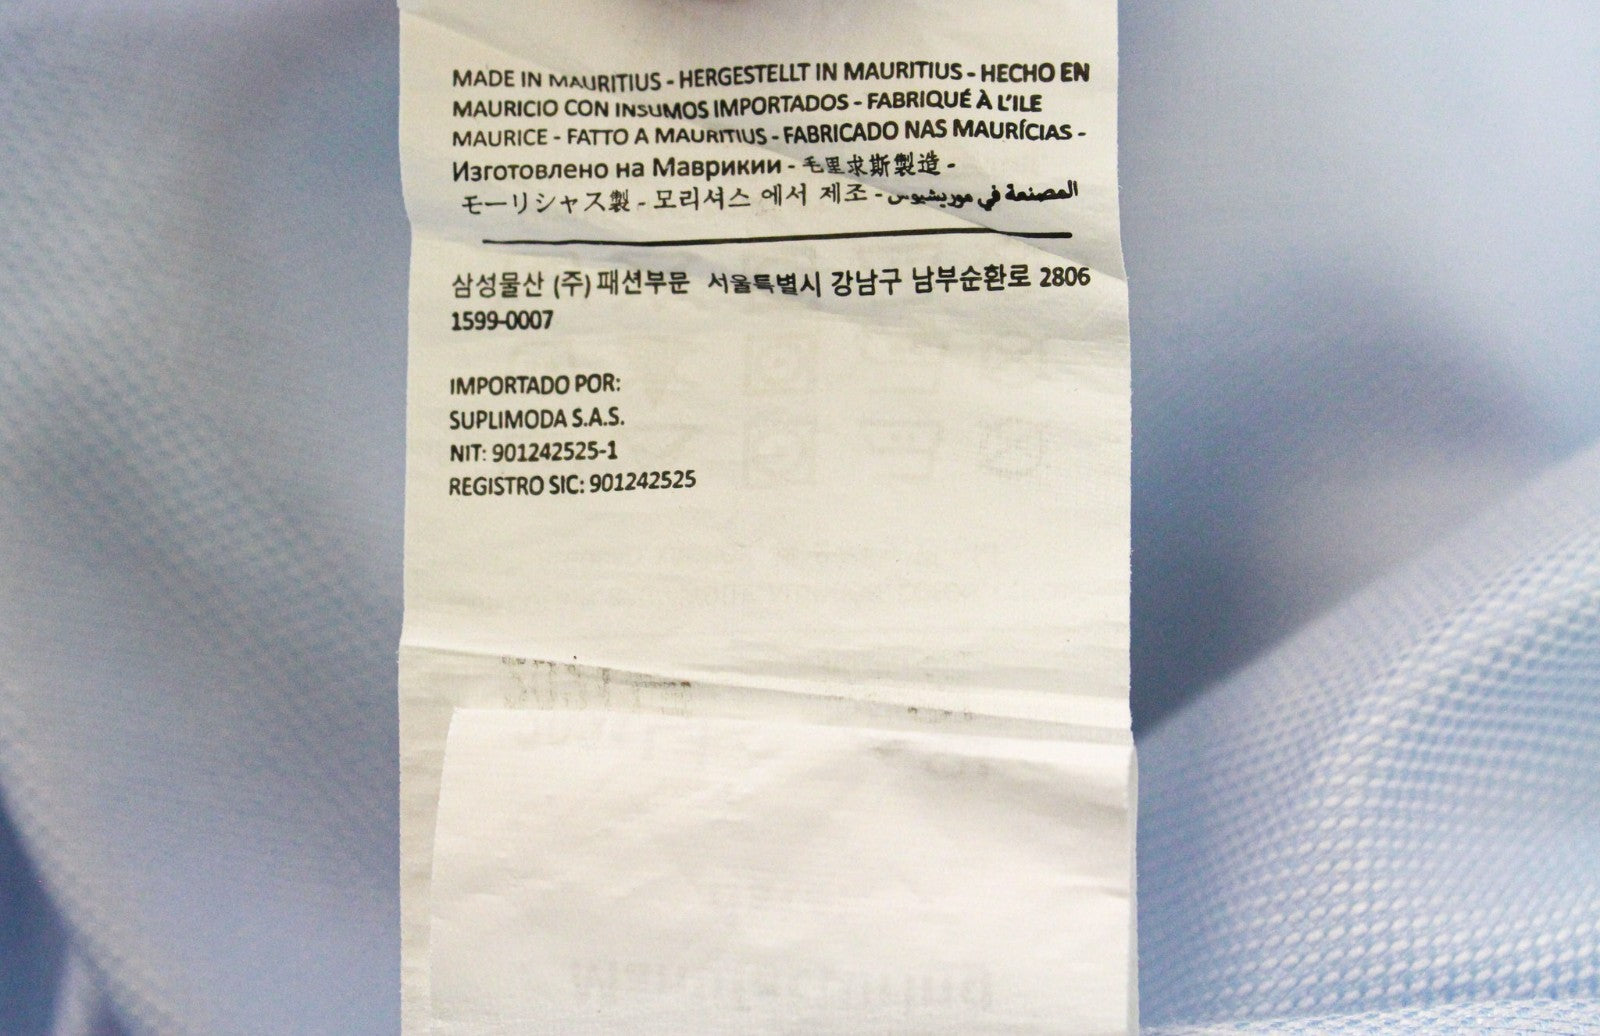 MADE IN MAURITIUS - HERGESTELLT IN MAURITIUS - HECHO EN
MAURICIO CON INSUMOS IMPORTADOS - FABRIQUÉ À L'ILE
MAURICE - FATTO A MAURITIUS - FABRICADO NAS MAURÍCIAS -
Изготовлено на Маврикии - 毛里求斯製造 -
モーリシャス製 - 모리셔스 에서 제조 - المصنعة في موريشيوس
삼성물산 (주) 패션부문 서울특별시 강남구 남부순환로 2806
1599-0007
IMPORTADO POR:
SUPLIMODA S.A.S.
NIT: 901242525-1
REGISTRO SIC: 901242525